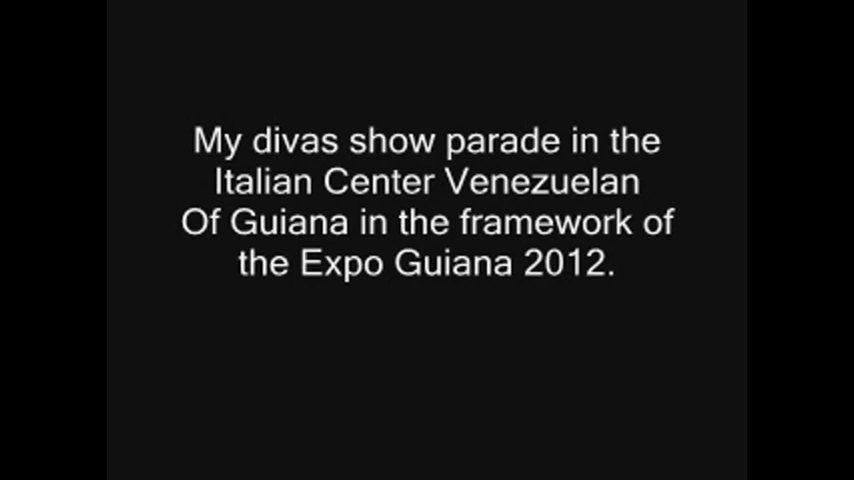 My divas show parade in the
Italian Center Venezuelan
Of Guiana in the framework of
the Expo Guiana 2012.